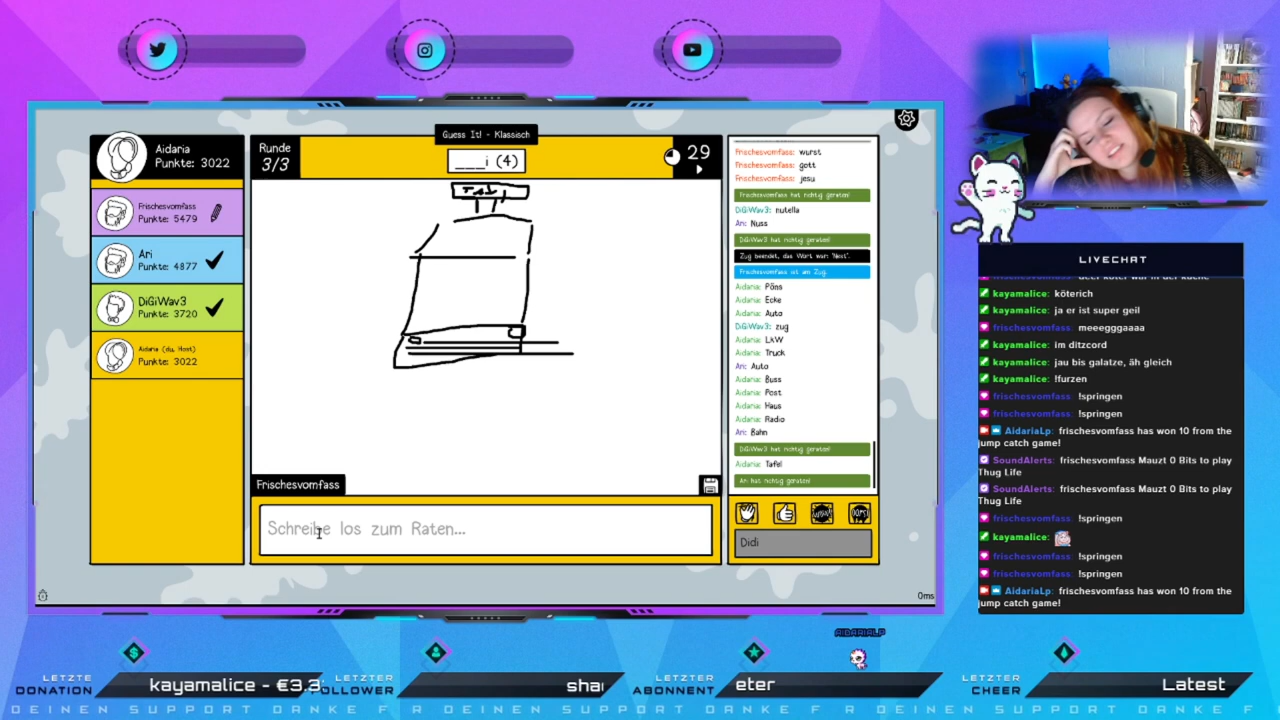 Guess It! - Klassisch
Aidaria
Punkte: 3022
Runde
3/3
___i (4)
29
Frischesvomfass
Punkte: 5479
Ari
Punkte: 4877
DiGiWav3
Punkte: 3720
Aidaria (du, Host)
Punkte: 3022
Frischesvomfass
Schreibe los zum Raten...
Frischesvomfass: wurst
Frischesvomfass: gott
Frischesvomfass: jesu
Frischesvomfass hat richtig geraten!
DiGiWav3: nutella
Ari: Nuss
DiGiWav3 hat richtig geraten!
Zug beendet, das Wort war: 'Nest'.
Frischesvomfass ist am Zug.
Aidaria: Pöns
Aidaria: Ecke
Aidaria: Auto
DiGiWav3: zug
Aidaria: LkW
Aidaria: Truck
Ari: Auto
Aidaria: Buss
Aidaria: Post
Aidaria: Haus
Aidaria: Radio
Ari: Bahn
DiGiWav3 hat richtig geraten!
Aidaria: Tafel
Ari hat richtig geraten!
Didi
0ms
LIVECHAT
kayamalice: köterich
kayamalice: ja er ist super geil
frischesvomfass: meeegggaaaa
kayamalice: im ditzcord
kayamalice: jau bis galatze, äh gleich
kayamalice: !furzen
frischesvomfass: !springen
frischesvomfass: !springen
AidariaLp: frischesvomfass has won 10 from the
jump catch game!
SoundAlerts: frischesvomfass Mauzt 0 Bits to play
Thug Life
SoundAlerts: frischesvomfass Mauzt 0 Bits to play
Thug Life
frischesvomfass: !springen
kayamalice:
frischesvomfass: !springen
frischesvomfass: !springen
AidariaLp: frischesvomfass has won 10 from the
jump catch game!
AIDARIALP
LETZTE
DONATION
kayamalice - €3.3
LETZTER
FOLLOWER
shar
LETZTER
ABONNENT
eter
LETZTER
CHEER
Latest
DEINEN SUPPORT DANKE F R DEINEN SUPPORT DANKE F R DEINEN SUPPORT DANKE F